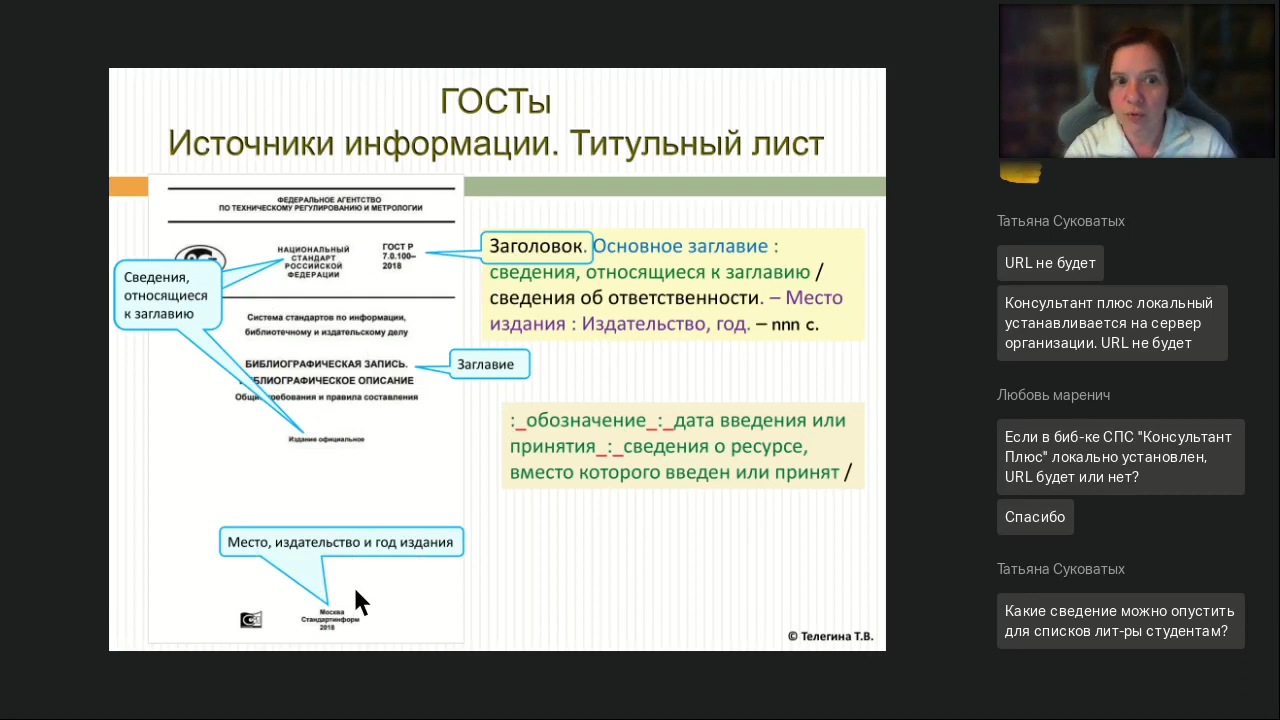 ГОСТы
Источники информации. Титульный лист
ФЕДЕРАЛЬНОЕ АГЕНТСТВО
ПО ТЕХНИЧЕСКОМУ РЕГУЛИРОВАНИЮ И МЕТРОЛОГИИ
НАЦИОНАЛЬНЫЙ
СТАНДАРТ
РОССИЙСКОЙ
ФЕДЕРАЦИИ
ГОСТ Р
7.0.100–
2018
Сведения,
относящиеся
к заглавию
Система стандартов по информации,
библиотечному и издательскому делу
БИБЛИОГРАФИЧЕСКАЯ ЗАПИСЬ.
БИБЛИОГРАФИЧЕСКОЕ ОПИСАНИЕ
Общие требования и правила составления
Заглавие
Издание официальное
Место, издательство и год издания
Москва
Стандартинформ
2018
Заголовок. Основное заглавие :
сведения, относящиеся к заглавию /
сведения об ответственности. – Место
издания : Издательство, год. – nnn с.
:_обозначение_:_дата введения или
принятия_:_сведения о ресурсе,
вместо которого введен или принят /
© Телегина Т.В.
Татьяна Суковатых
URL не будет
Консультант плюс локальный
устанавливается на сервер
организации. URL не будет
Любовь маренич
Если в биб-ке СПС "Консультант
Плюс" локально установлен,
URL будет или нет?
Спасибо
Татьяна Суковатых
Какие сведение можно опустить
для списков лит-ры студентам?